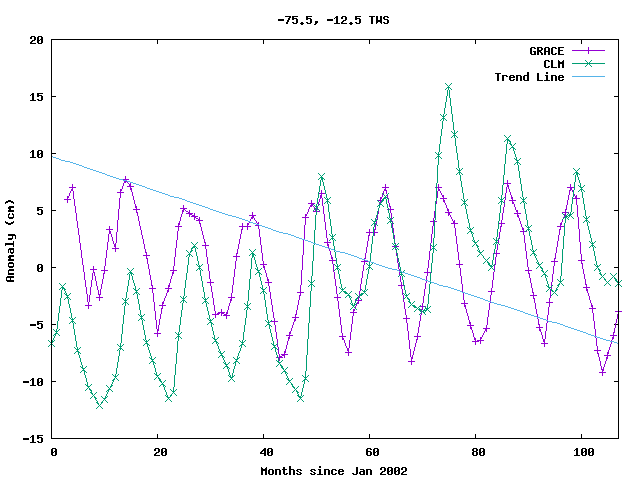 -75.5, -12.5 TWS
GRACE
CLM
Trend Line
20
15
10
5
0
-5
-10
-15
Anomaly (cm)
0 20 40 60 80 100
Months since Jan 2002